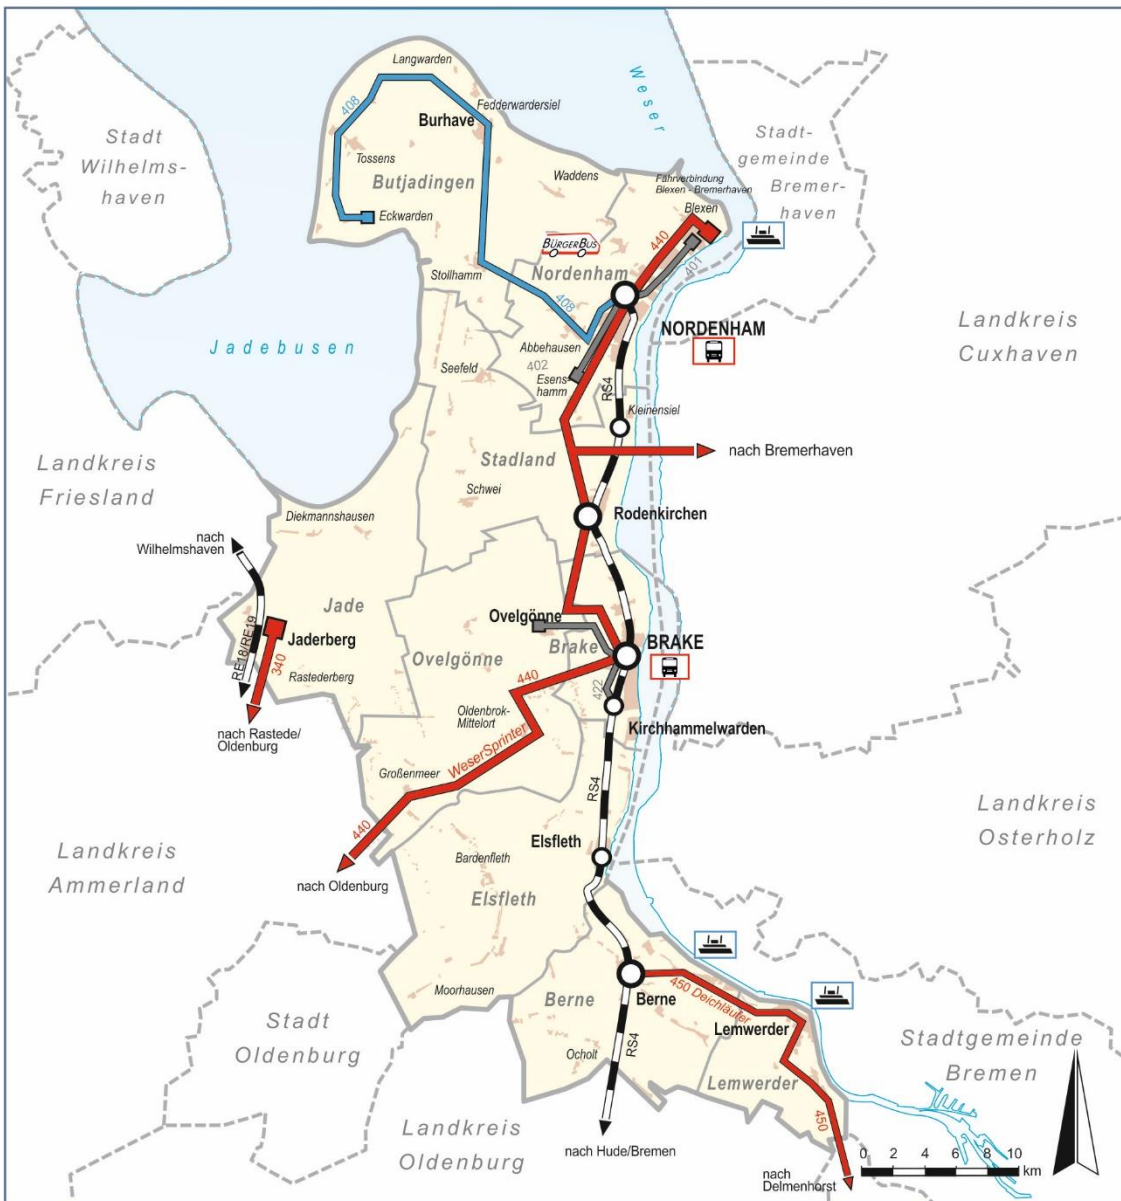 Langwarden
408
Fedderwardersiel
Burhave
Weser
Stadt
Wilhelms-
haven
Stadt-
gemeinde
Bremer-
haven
Tossens
Butjadingen
Waddens
Fährverbindung
Blexen - Bremerhaven
Blexen
Eckwarden
BÜRGERBUS
440
401
Stollhamm
Nordenham
408
NORDENHAM
Landkreis
Cuxhaven
Jadebusen
Abbehausen
402
Seefeld
Esens-
hamm
RS4
Kleinensiel
Landkreis
Friesland
Stadland
nach Bremerhaven
Schwei
Rodenkirchen
Diekmannshausen
nach
Wilhelmshaven
Jade
Ovelgönne
Jaderberg
RE18/RE19
340
Brake
BRAKE
Ovelgönne
Rastederberg
440
422
Oldenbrok-
Mittelort
Kirchhammelwarden
nach Rastede/
Oldenburg
WeserSprinter
Großenmeer
RS4
440
Landkreis
Osterholz
Elsfleth
Landkreis
Ammerland
nach Oldenburg
Bardenfleth
Elsfleth
Moorhausen
Berne
Berne
450 Deichläufer
Lemwerder
Stadt
Oldenburg
Ocholt
RS4
Lemwerder
Stadtgemeinde
Bremen
450
Landkreis
Oldenburg
nach Hude/Bremen
nach
Delmenhorst
0 2 4 6 8 10
km